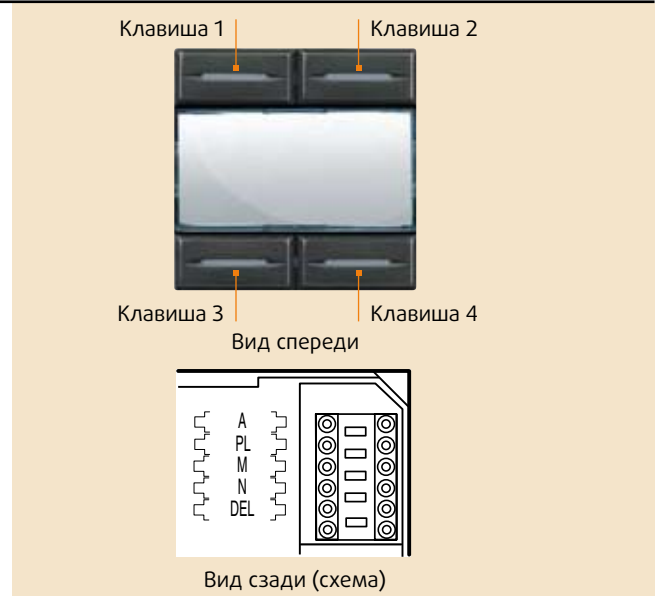 Клавиша 1 Клавиша 2
Клавиша 3 Клавиша 4
Вид спереди
A
PL
M
N
DEL
Вид сзади (схема)